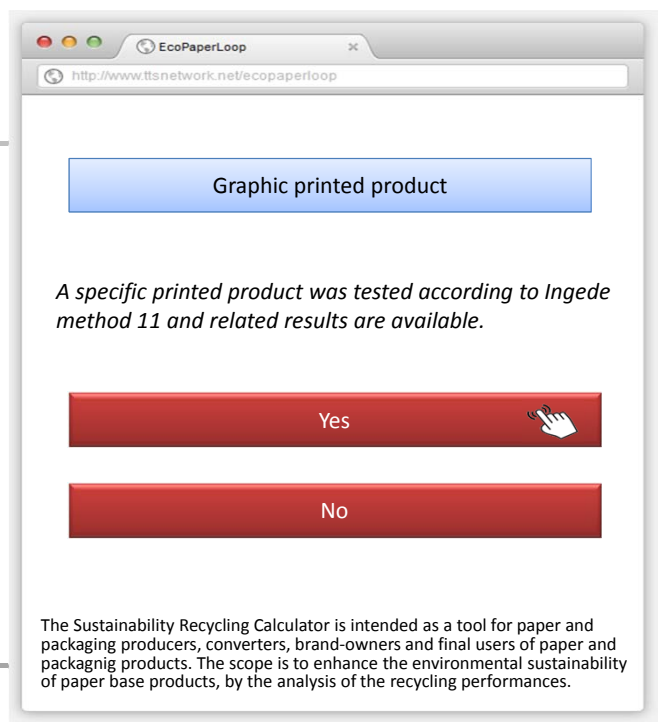 EcoPaperLoop
http://www.ttsnetwork.net/ecopaperloop
Graphic printed product
A specific printed product was tested according to Ingede
method 11 and related results are available.
Yes
No
The Sustainability Recycling Calculator is intended as a tool for paper and
packaging producers, converters, brand-owners and final users of paper and
packagnig products. The scope is to enhance the environmental sustainability
of paper base products, by the analysis of the recycling performances.